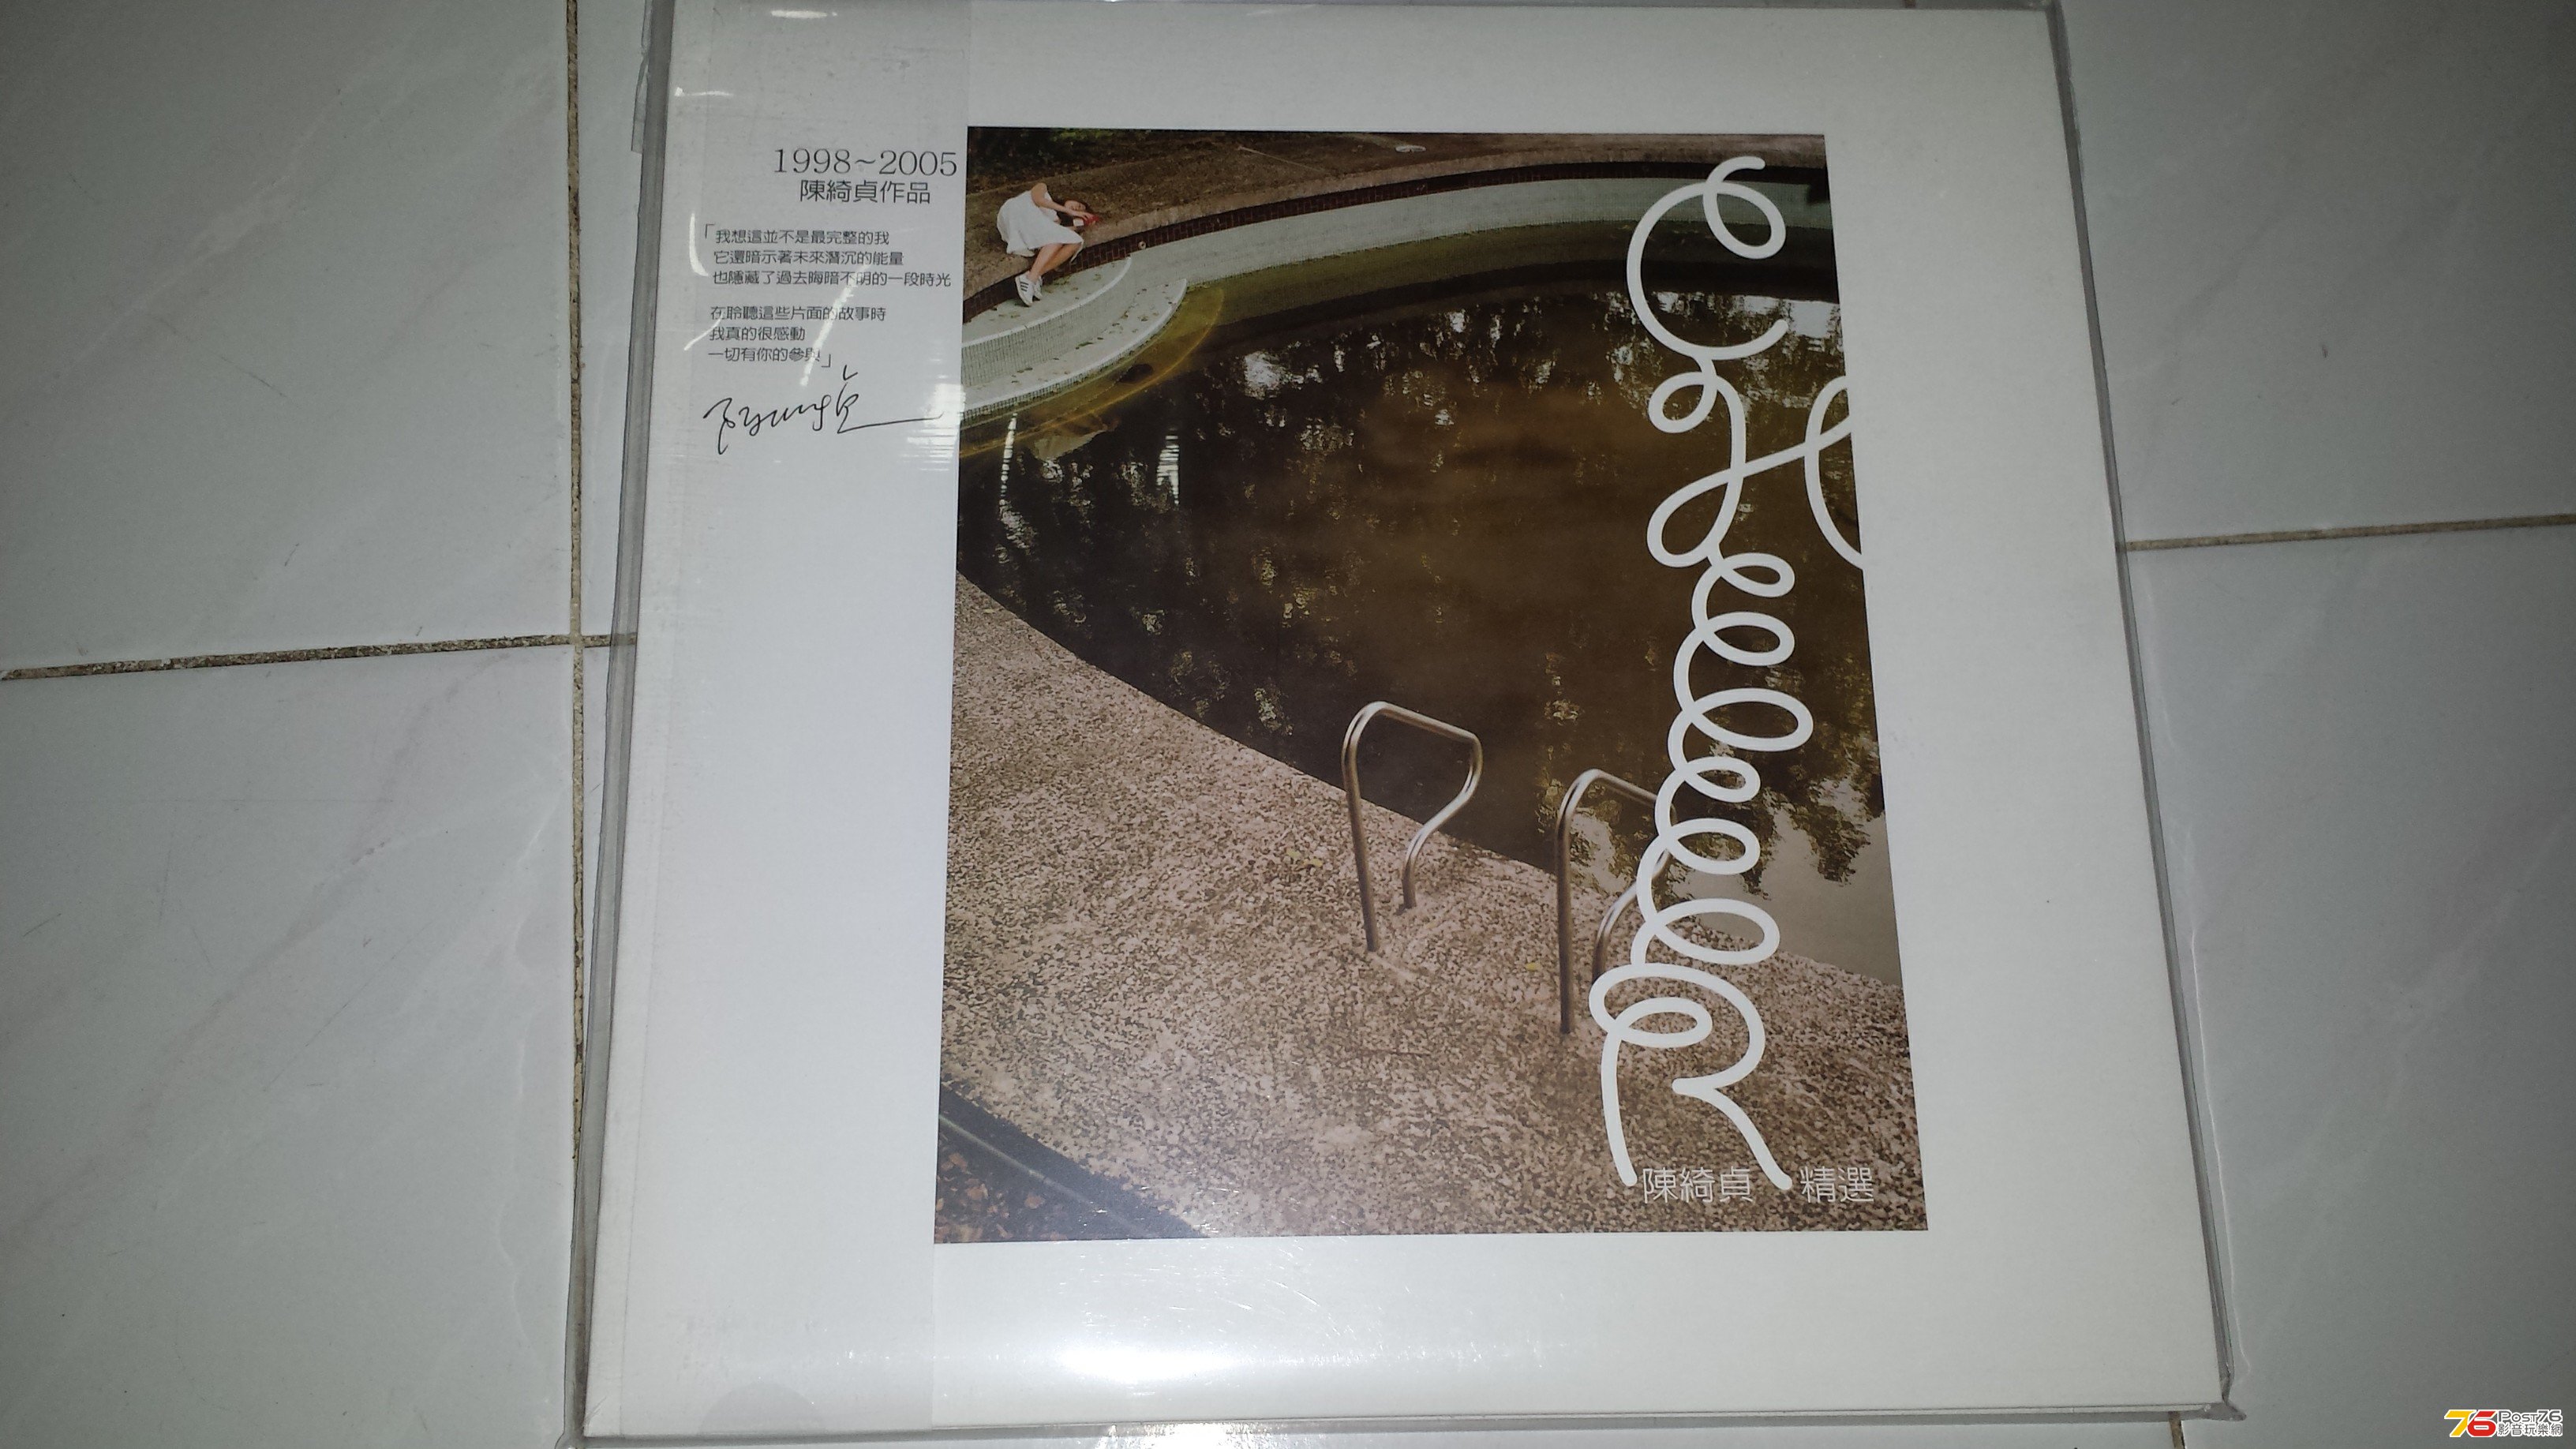 1998~2005
陳綺貞作品
「我想這並不是最完整的我
它還暗示著未來潛沉的能量
也隱藏了過去晦暗不明的一段時光
在聆聽這些片面的故事時
我真的很感動
一切有你的參與」
陳綺貞
Cheer
陳綺貞 精選
76 POST76
影音玩樂網